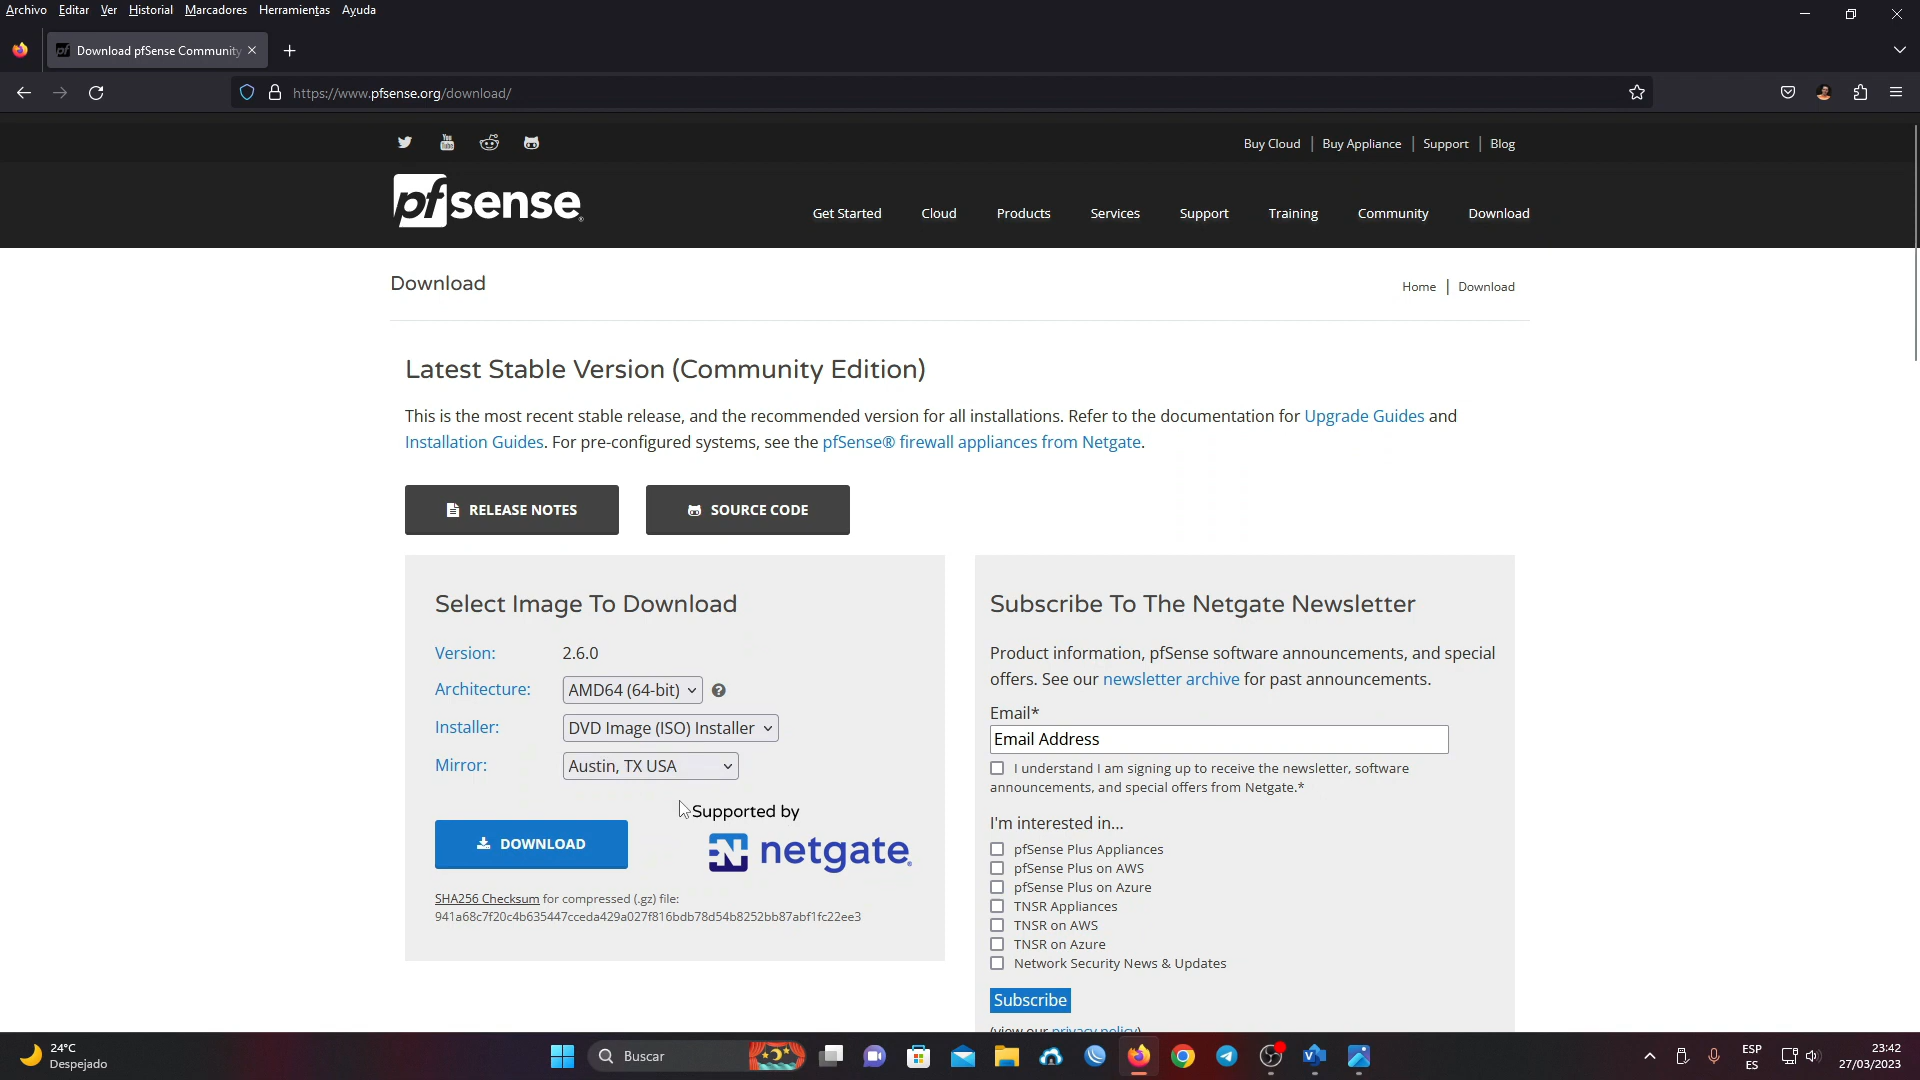 Archivo Editar Ver Historial Marcadores Herramientas Ayuda
Download pfSense Community
https://www.pfsense.org/download/
Buy Cloud | Buy Appliance | Support | Blog
pfsense
Get Started Cloud Products Services Support Training Community Download
Download
Home | Download
Latest Stable Version (Community Edition)
This is the most recent stable release, and the recommended version for all installations. Refer to the documentation for Upgrade Guides and
Installation Guides. For pre-configured systems, see the pfSense® firewall appliances from Netgate.
RELEASE NOTES
SOURCE CODE
Select Image To Download
Version: 2.6.0
Architecture: AMD64 (64-bit)
Installer: DVD Image (ISO) Installer
Mirror: Austin, TX USA
Supported by
netgate
DOWNLOAD
SHA256 Checksum for compressed (.gz) file:
941a68c7f20c4b635447cceda429a027f816bdb78d54b8252bb87abf1fc22ee3
Subscribe To The Netgate Newsletter
Product information, pfSense software announcements, and special
offers. See our newsletter archive for past announcements.
Email*
Email Address
I understand I am signing up to receive the newsletter, software
announcements, and special offers from Netgate.*
I'm interested in...
pfSense Plus Appliances
pfSense Plus on AWS
pfSense Plus on Azure
TNSR Appliances
TNSR on AWS
TNSR on Azure
Network Security News & Updates
Subscribe
(view our privacy policy)
24°C
Despejado
Buscar
ESP
ES
23:42
27/03/2023